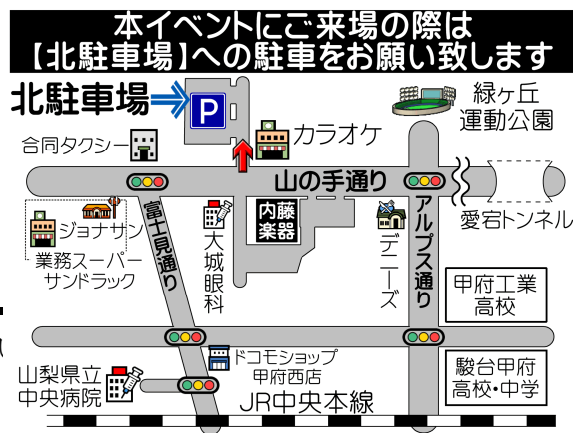 本イベントにご来場の際は
【北駐車場】への駐車をお願い致します
北駐車場
P
緑ヶ丘
運動公園
合同タクシー
カラオケ
山の手通り
愛宕トンネル
ジョナサン
業務スーパー
サンドラック
富士見通り
大城眼科
内藤
楽器
デニーズ
アルプス通り
甲府工業
高校
ドコモショップ
甲府西店
駿台甲府
高校・中学
山梨県立
中央病院
JR中央本線